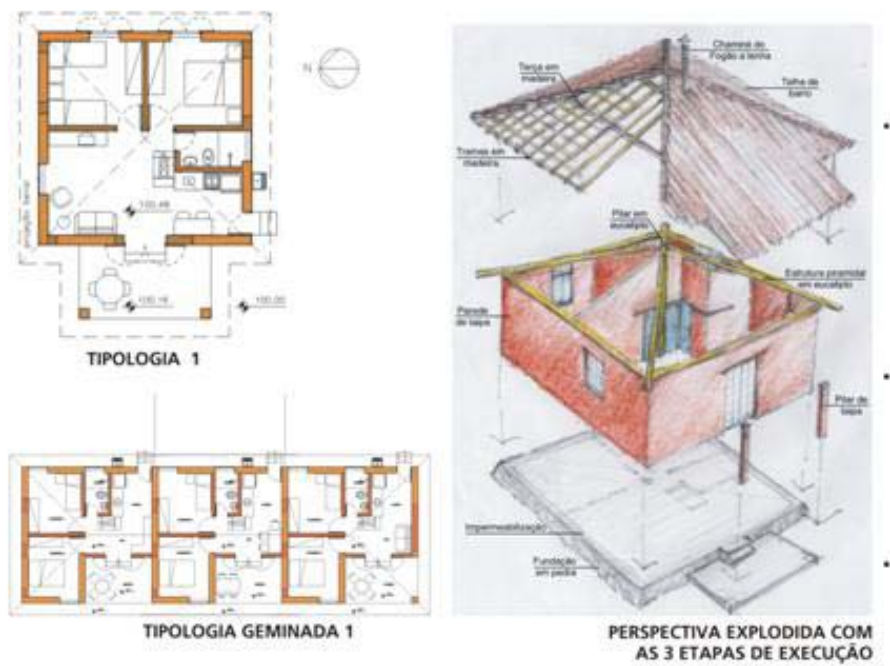 N
projeção beiral
100,48
100,16
100,00
TIPOLOGIA 1
TIPOLOGIA GEMINADA 1
Chaminé do
Fogão a lenha
Terça em
madeira
Telha de
barro
Tramas em
madeira
Pilar em
eucalipto
Estrutura piramidal
em eucalipto
Parede
de taipa
Pilar de
taipa
Impermeabilização
Fundação
em pedra
PERSPECTIVA EXPLODIDA COM
AS 3 ETAPAS DE EXECUÇÃO